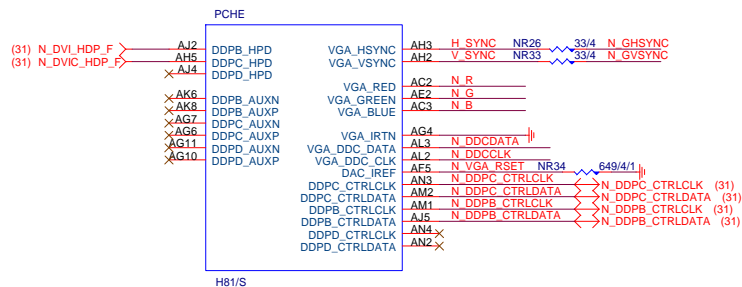 PCHE
(31) N_DVI_HDP_F AJ2 DDPB_HPD VGA_HSYNC AH3 H_SYNC NR26 33/4 N_GHSYNC
(31) N_DVIC_HDP_F AH5 DDPC_HPD VGA_VSYNC AH2 V_SYNC NR33 33/4 N_GVSYNC
AJ4 DDPD_HPD
VGA_RED AC2 N_R
AK6 DDPB_AUXN VGA_GREEN AE2 N_G
AK8 DDPB_AUXP VGA_BLUE AC3 N_B
AG7 DDPC_AUXN
AG6 DDPC_AUXP VGA_IRTN AG4
AG11 DDPD_AUXN VGA_DDC_DATA AL3 N_DDCDATA
AG10 DDPD_AUXP VGA_DDC_CLK AL2 N_DDCCLK
DAC_IREF AF5 N_VGA_RSET NR34 649/4/1
DDPC_CTRLCLK AN3 N_DDPC_CTRLCLK N_DDPC_CTRLCLK (31)
DDPC_CTRLDATA AM2 N_DDPC_CTRLDATA N_DDPC_CTRLDATA (31)
DDPB_CTRLCLK AM1 N_DDPB_CTRLCLK N_DDPB_CTRLCLK (31)
DDPB_CTRLDATA AJ5 N_DDPB_CTRLDATA N_DDPB_CTRLDATA (31)
DDPD_CTRLCLK AN4
DDPD_CTRLDATA AN2
H81/S